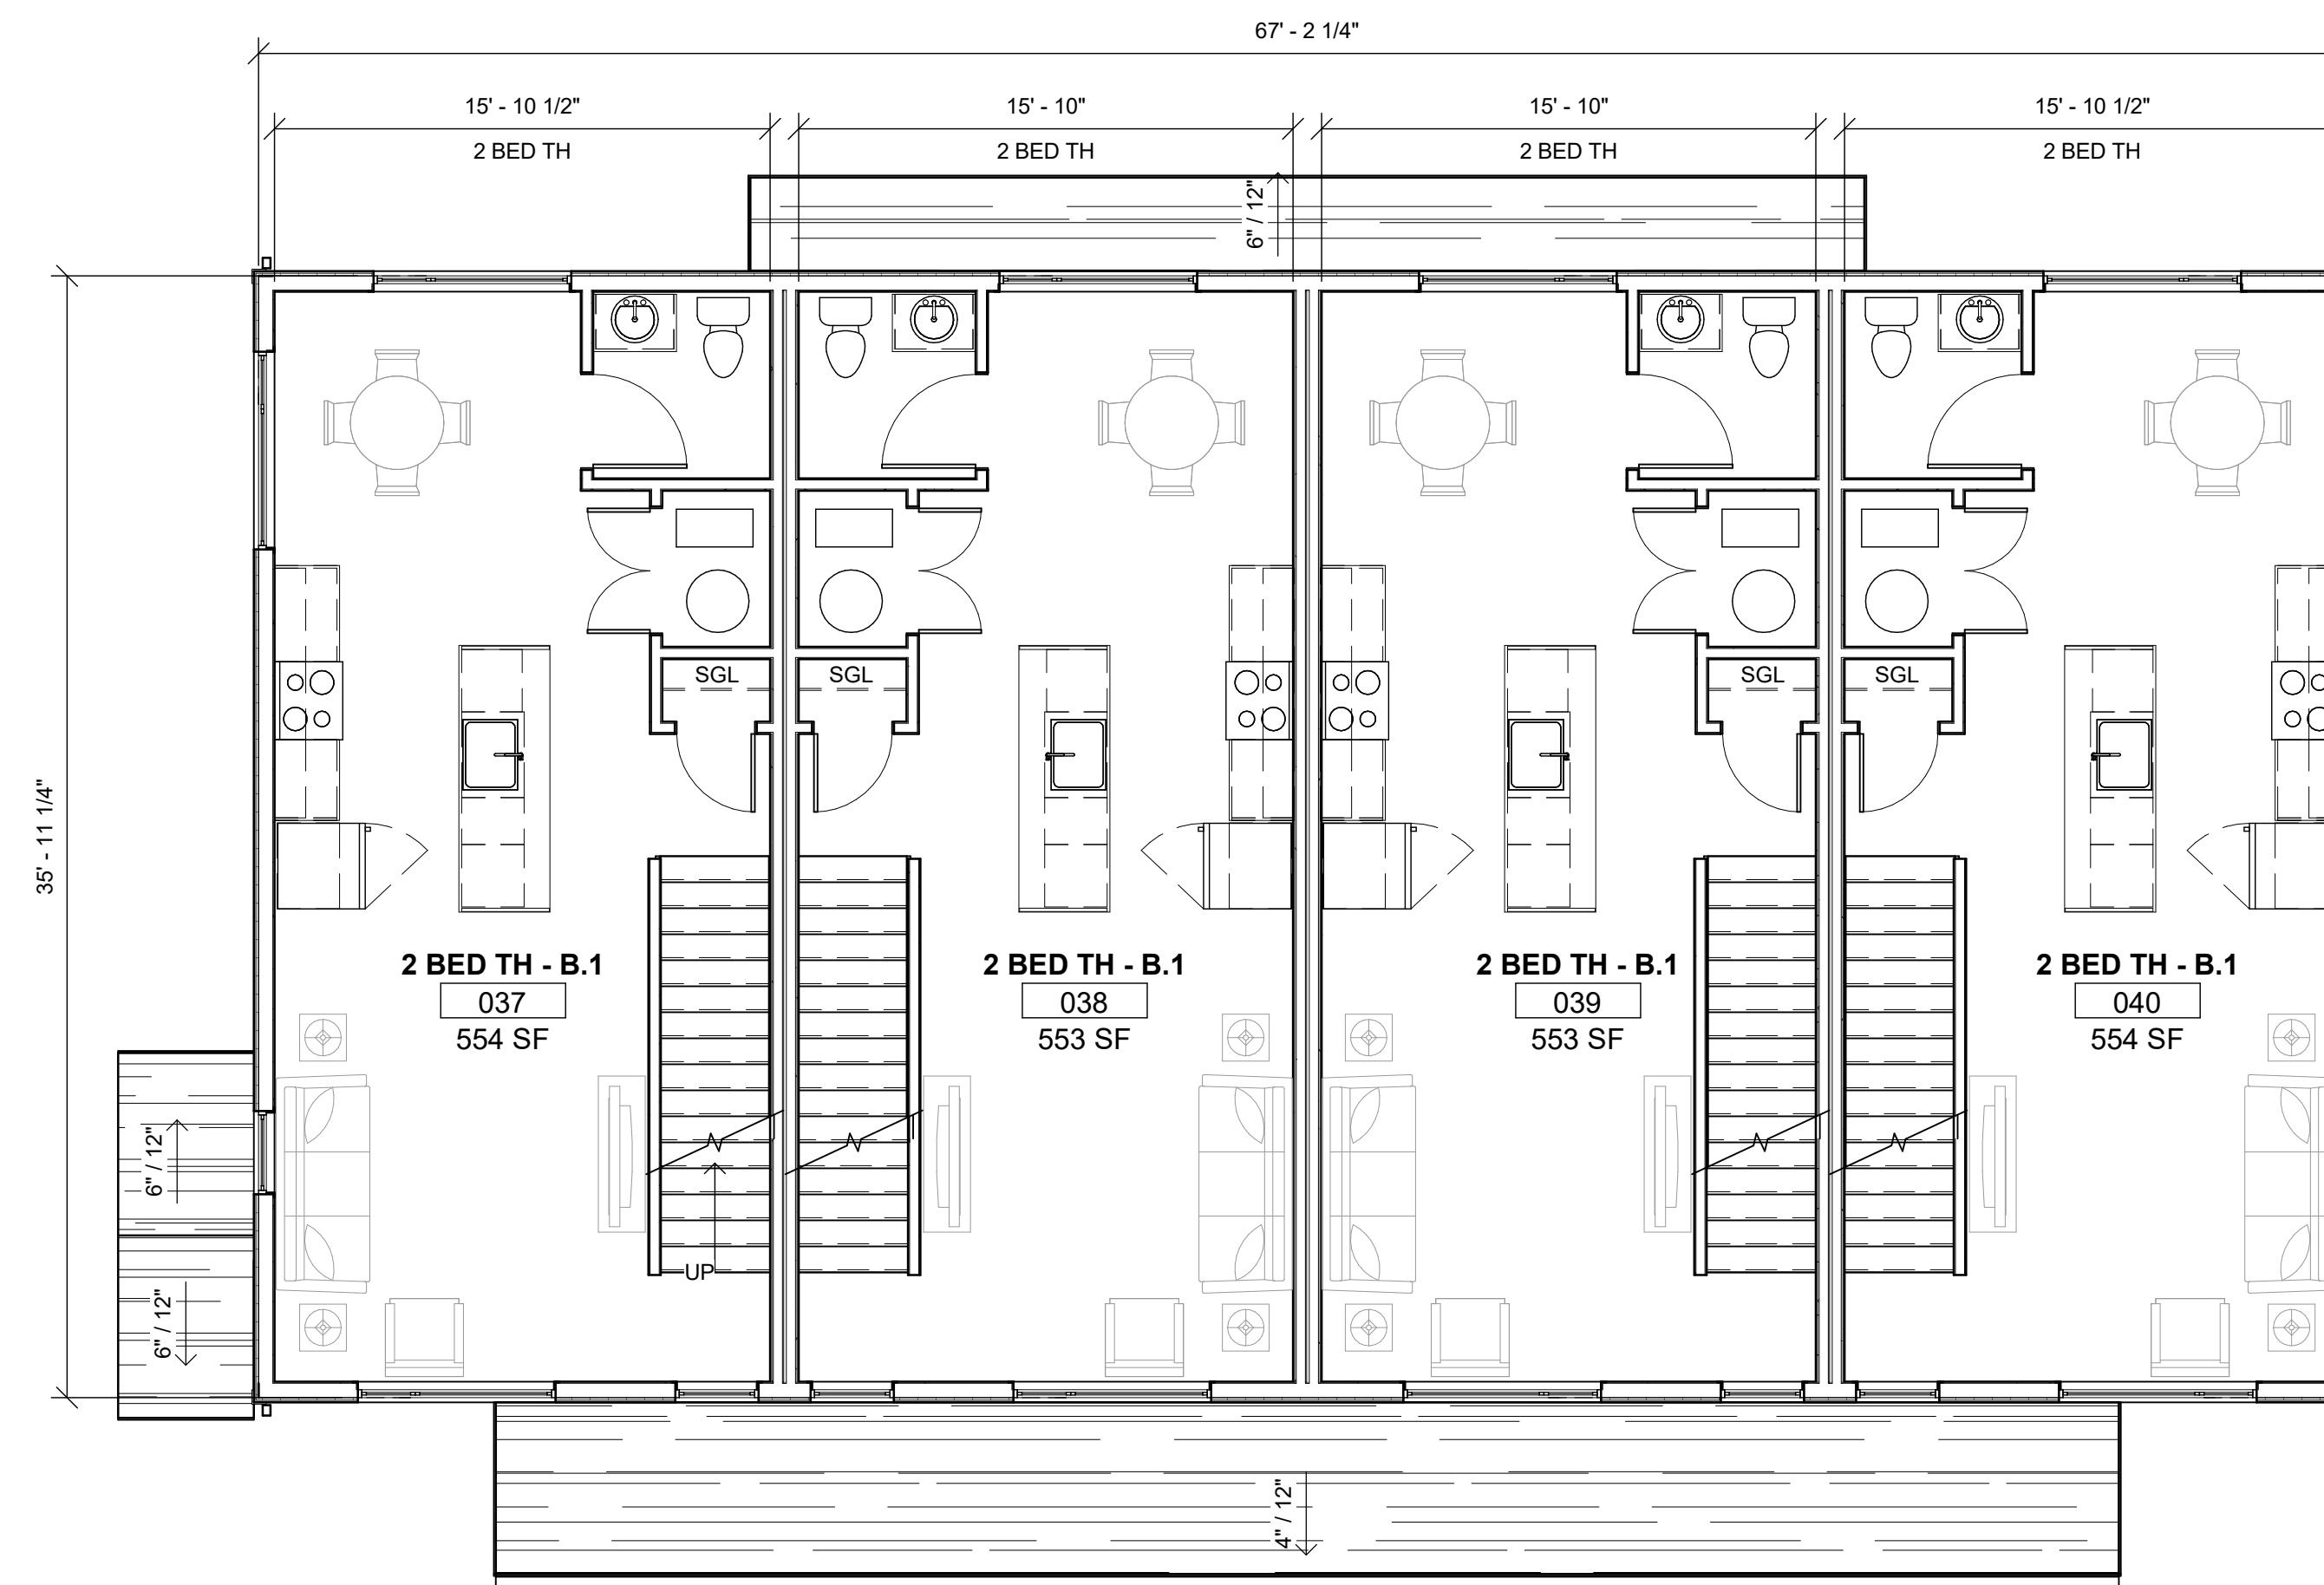 67' - 2 1/4"
15' - 10 1/2"
15' - 10"
15' - 10"
15' - 10 1/2"
2 BED TH
2 BED TH
2 BED TH
2 BED TH
6" / 12"
SGL
SGL
SGL
SGL
35' - 11 1/4"
2 BED TH - B.1
037
554 SF
2 BED TH - B.1
038
553 SF
2 BED TH - B.1
039
553 SF
2 BED TH - B.1
040
554 SF
6" / 12"
UP
6" / 12"
4" / 12"